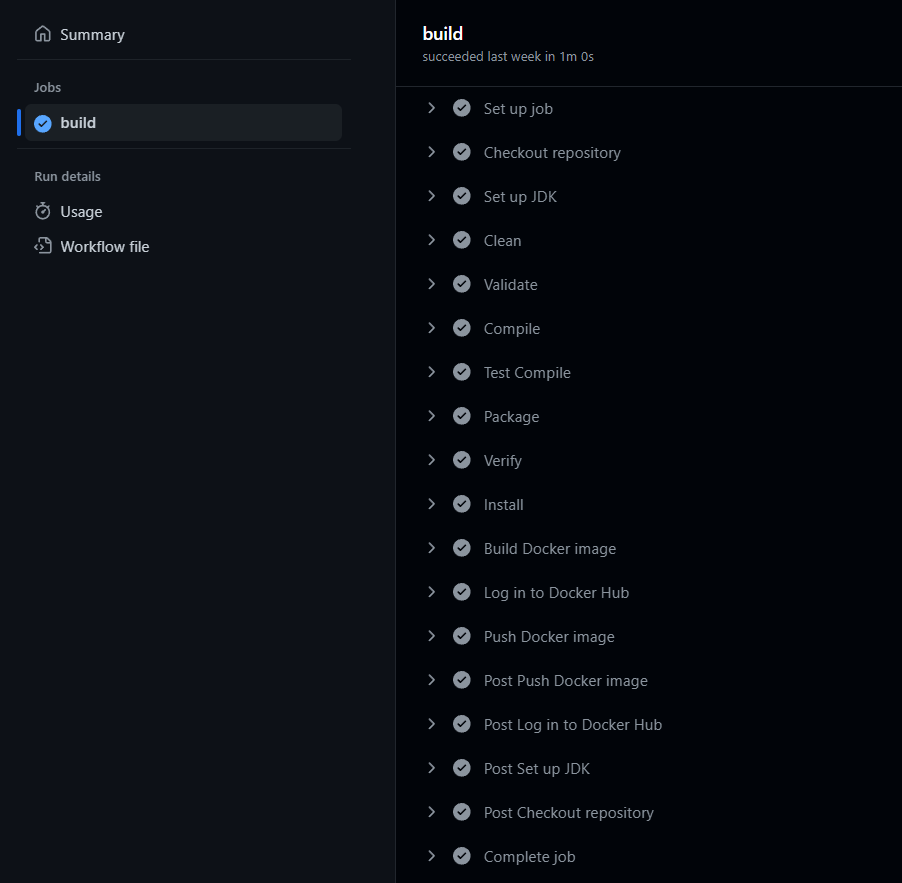 Summary
Jobs
build
Run details
Usage
Workflow file
build
succeeded last week in 1m 0s
Set up job
Checkout repository
Set up JDK
Clean
Validate
Compile
Test Compile
Package
Verify
Install
Build Docker image
Log in to Docker Hub
Push Docker image
Post Push Docker image
Post Log in to Docker Hub
Post Set up JDK
Post Checkout repository
Complete job